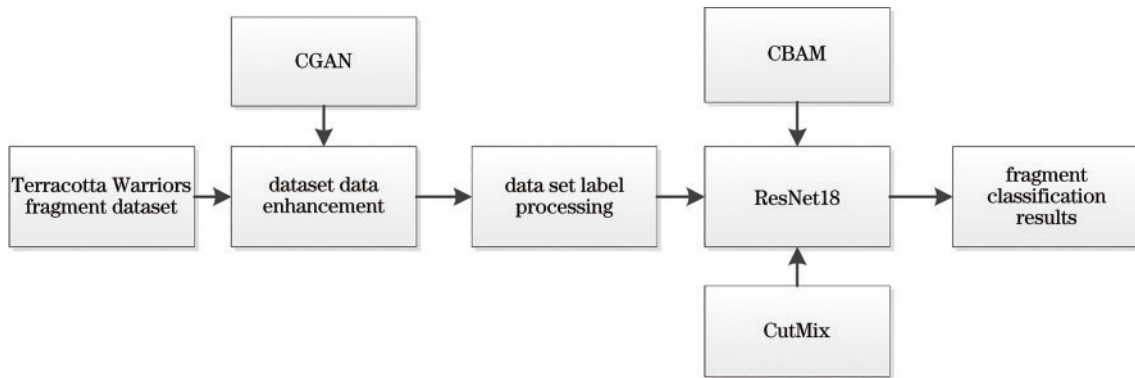 CGAN
CBAM
Terracotta Warriors
fragment dataset
dataset data
enhancement
data set label
processing
ResNet18
fragment
classification
results
CutMix